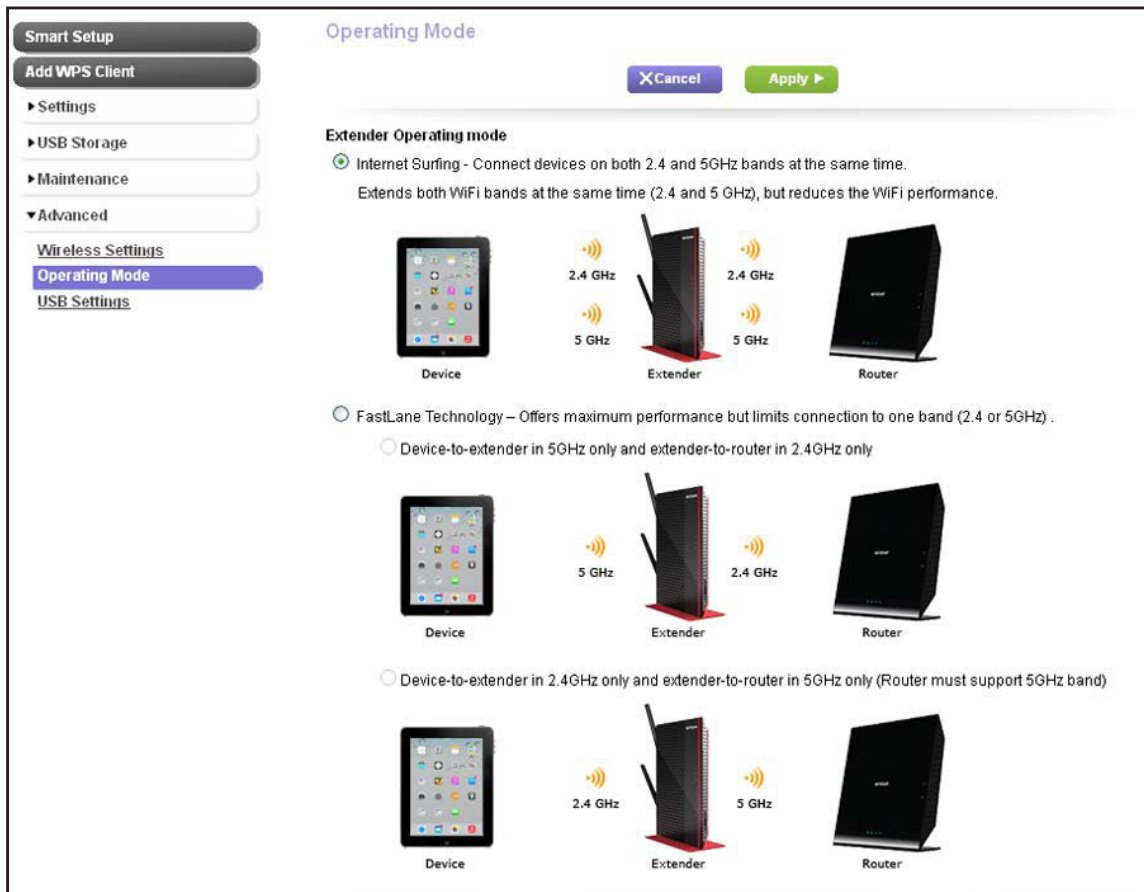 Smart Setup
Add WPS Client
Settings
USB Storage
Maintenance
Advanced
Wireless Settings
Operating Mode
USB Settings
Operating Mode
Cancel Apply
Extender Operating mode
Internet Surfing - Connect devices on both 2.4 and 5GHz bands at the same time.
Extends both WiFi bands at the same time (2.4 and 5 GHz), but reduces the WiFi performance.
2.4 GHz 2.4 GHz
5 GHz 5 GHz
Device Extender Router
FastLane Technology – Offers maximum performance but limits connection to one band (2.4 or 5GHz) .
Device-to-extender in 5GHz only and extender-to-router in 2.4GHz only
5 GHz 2.4 GHz
Device Extender Router
Device-to-extender in 2.4GHz only and extender-to-router in 5GHz only (Router must support 5GHz band)
2.4 GHz 5 GHz
Device Extender Router